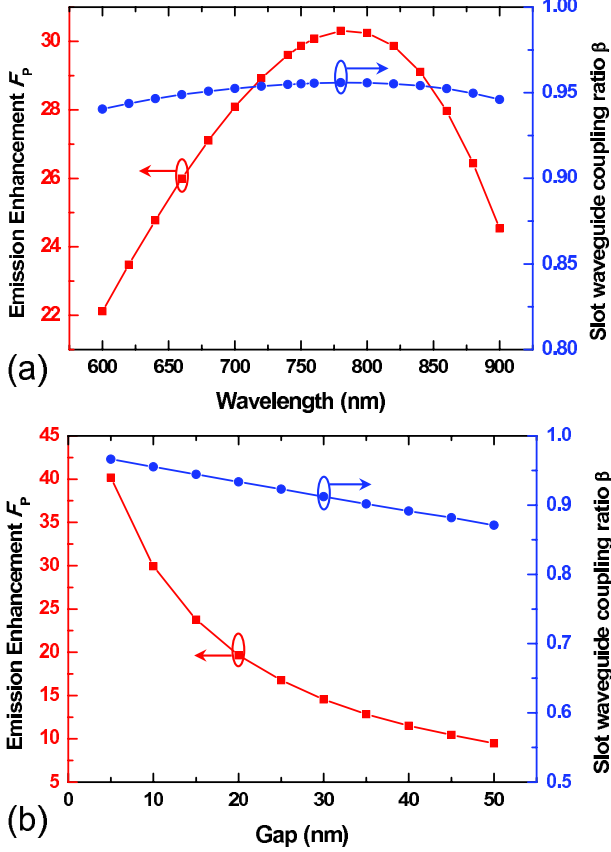 30
28
26
24
22
Emission Enhancement Fₚ
1.00
0.95
0.90
0.85
0.80
Slot waveguide coupling ratio β
600 650 700 750 800 850 900
Wavelength (nm)
(a)
45
40
35
30
25
20
15
10
5
Emission Enhancement Fₚ
1.0
0.9
0.8
0.7
0.6
0.5
Slot waveguide coupling ratio β
0 10 20 30 40 50
Gap (nm)
(b)